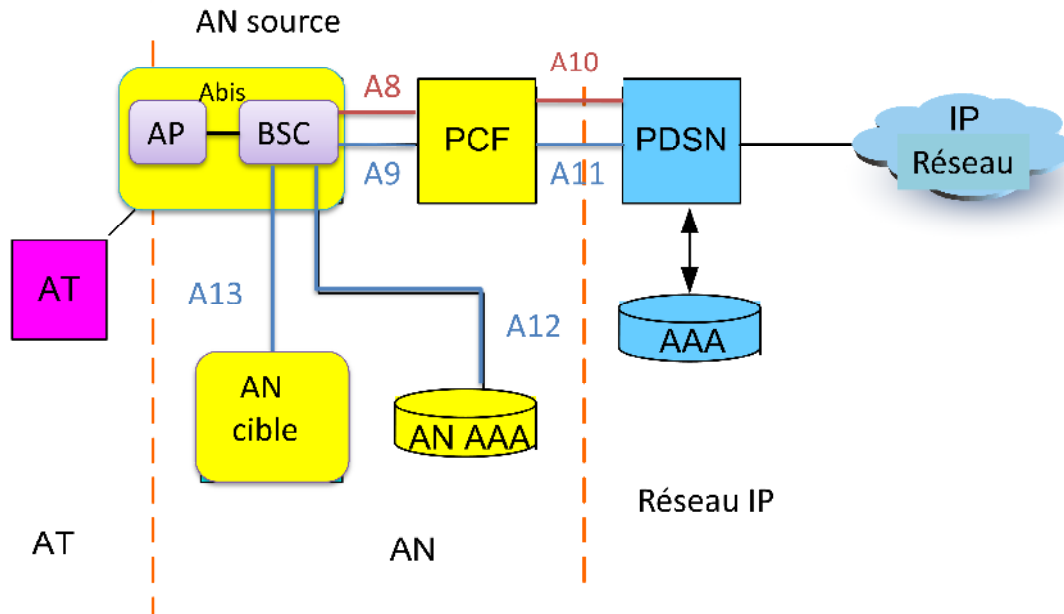 AN source
Abis
AP
BSC
A8
A9
PCF
A10
A11
PDSN
IP
Réseau
AT
A13
A12
AAA
AN
cible
AN AAA
Réseau IP
AT
AN